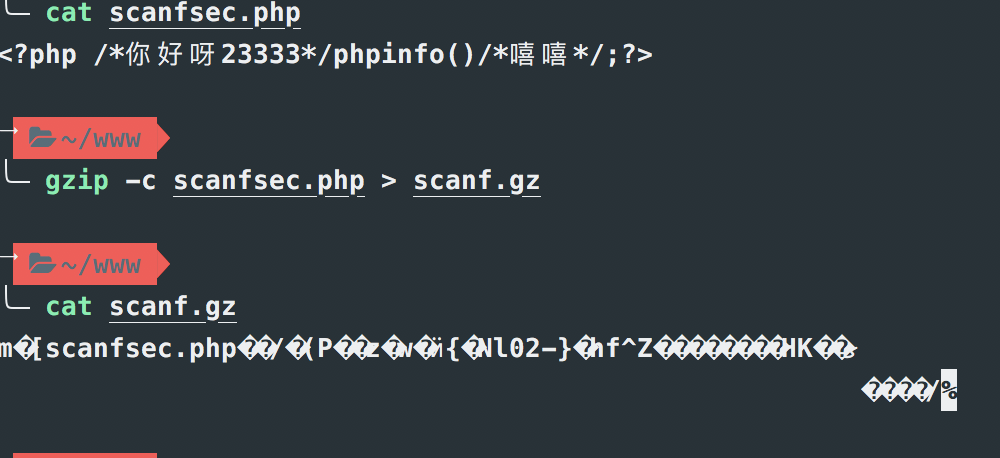 cat scanfsec.php
<?php /*你好呀23333*/phpinfo()/*嘻嘻*/;?>
~/www
gzip -c scanfsec.php > scanf.gz
~/www
cat scanf.gz
m�[scanfsec.php��/�(P��z�w�{�Nl02-}�hf^Z���������HK��
����/%